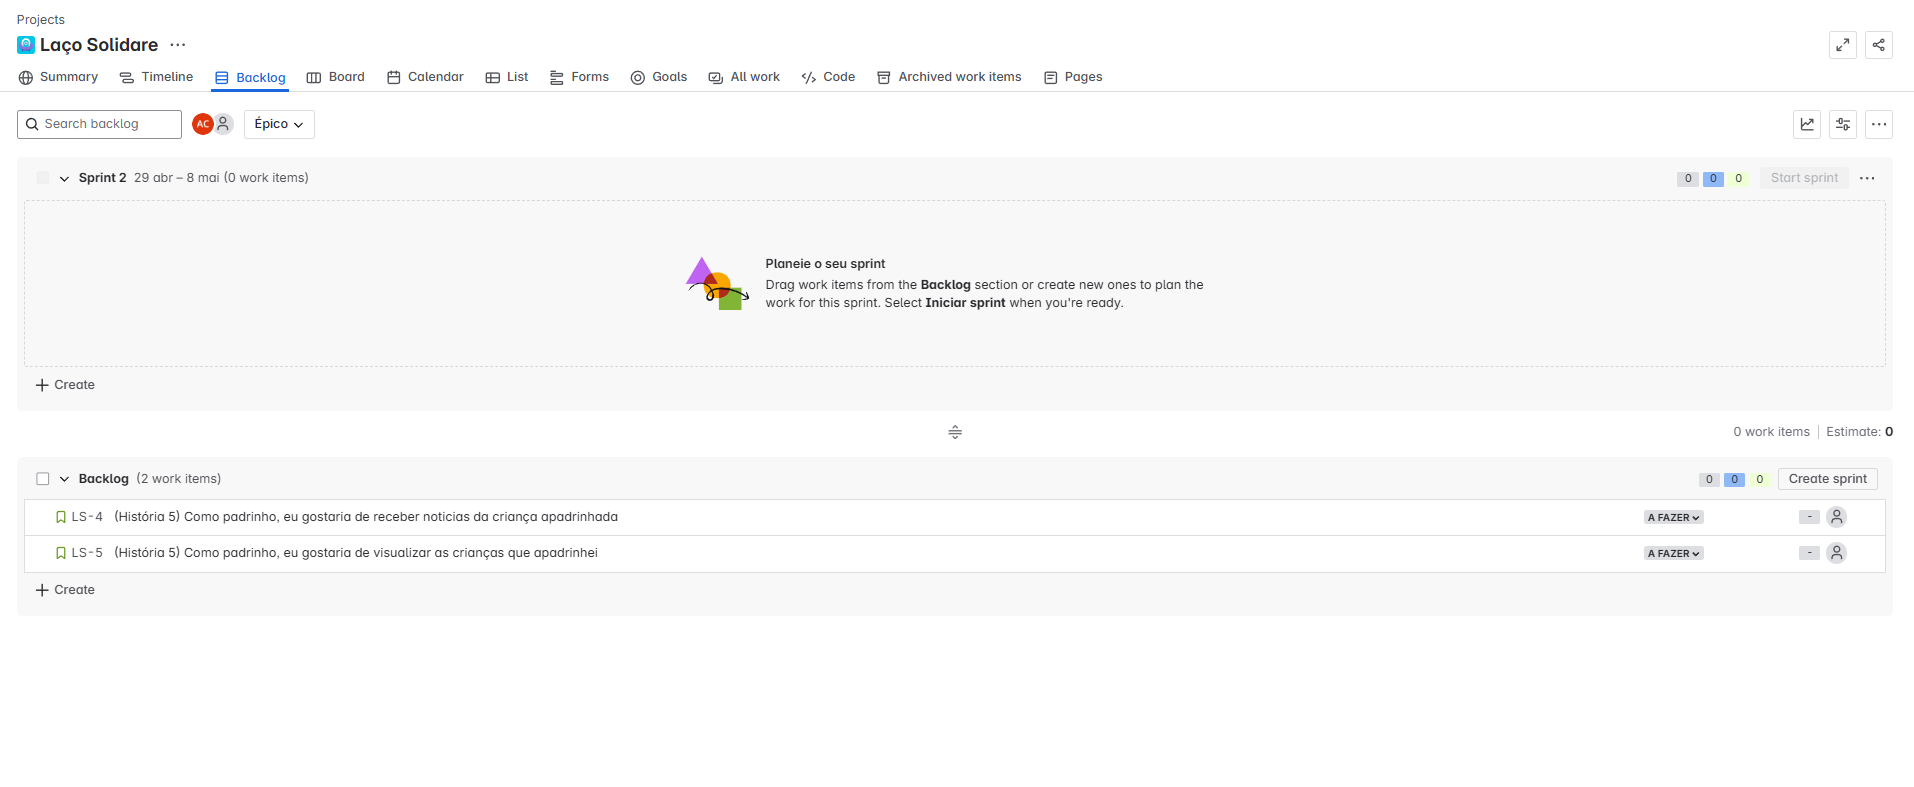 Projects
Laço Solidare
Summary Timeline Backlog Board Calendar List Forms Goals All work Code Archived work items Pages
Search backlog AC Épico
Sprint 2 29 abr – 8 mai (0 work items) 0 0 0 Start sprint
Planeie o seu sprint
Drag work items from the Backlog section or create new ones to plan the
work for this sprint. Select Iniciar sprint when you're ready.
Create
0 work items Estimate: 0
Backlog (2 work items) 0 0 0 Create sprint
LS-4 (História 5) Como padrinho, eu gostaria de receber noticias da criança apadrinhada A FAZER -
LS-5 (História 5) Como padrinho, eu gostaria de visualizar as crianças que apadrinhei A FAZER -
Create